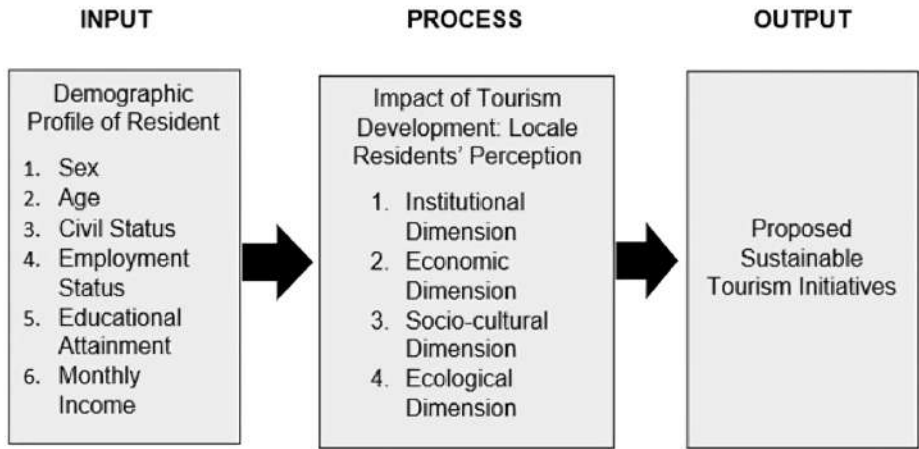 INPUT
Demographic
Profile of Resident
1. Sex
2. Age
3. Civil Status
4. Employment
Status
5. Educational
Attainment
6. Monthly
Income
PROCESS
Impact of Tourism
Development: Locale
Residents' Perception
1. Institutional
Dimension
2. Economic
Dimension
3. Socio-cultural
Dimension
4. Ecological
Dimension
OUTPUT
Proposed
Sustainable
Tourism Initiatives